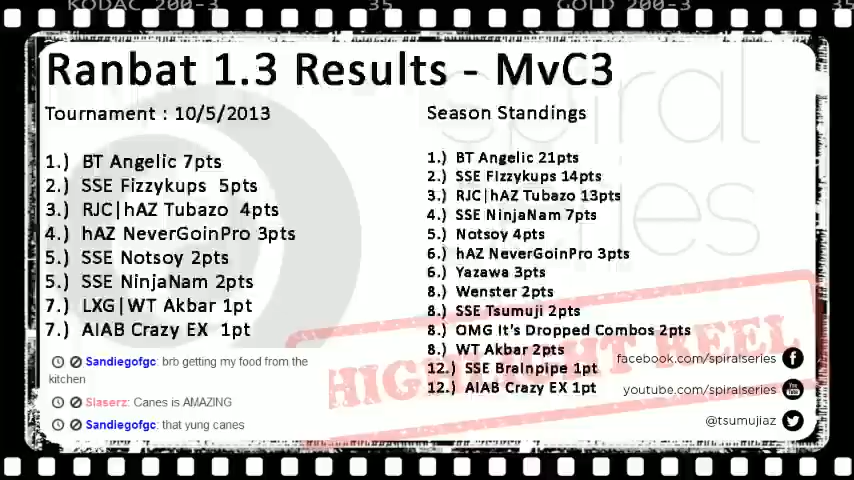 KODAC 200-3 35 GOLD 200-3 35
Ranbat 1.3 Results - MvC3
Tournament : 10/5/2013
1.) BT Angelic 7pts
2.) SSE Fizzykups 5pts
3.) RJC|hAZ Tubazo 4pts
4.) hAZ NeverGoinPro 3pts
5.) SSE Notsoy 2pts
5.) SSE NinjaNam 2pts
7.) LXG|WT Akbar 1pt
7.) AIAB Crazy EX 1pt
Sandiegofgc: brb getting my food from the
kitchen
Slaserz: Canes is AMAZING
Sandiegofgc: that yung canes
spiral
series
Season Standings
1.) BT Angelic 21pts
2.) SSE Fizzykups 14pts
3.) RJC|hAZ Tubazo 13pts
4.) SSE NinjaNam 7pts
5.) Notsoy 4pts
6.) hAZ NeverGoinPro 3pts
6.) Yazawa 3pts
8.) Wenster 2pts
8.) SSE Tsumuji 2pts
8.) OMG It's Dropped Combos 2pts
8.) WT Akbar 2pts
12.) SSE Brainpipe 1pt
12.) AIAB Crazy EX 1pt
HIGHLIGHT REEL
facebook.com/spiralseries
youtube.com/spiralseries
@tsumujiaz